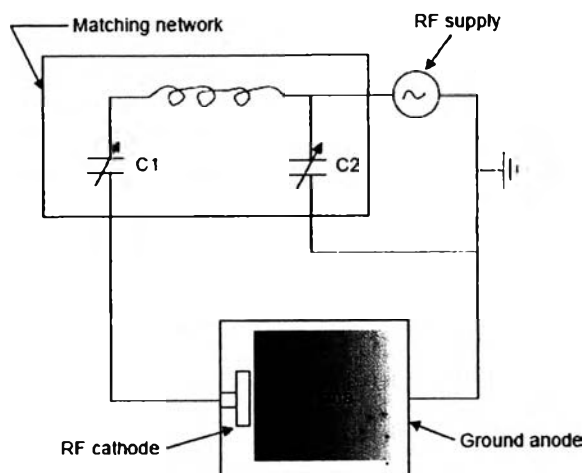 Matching network
RF supply
C1
C2
RF cathode
Ground anode